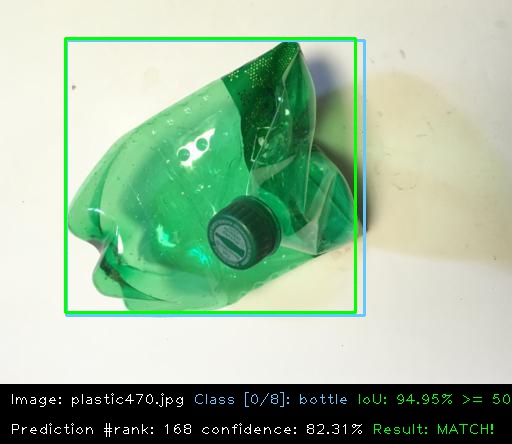 Image: plastic470.jpg Class [0/8]: bottle IoU: 94.95% >= 50
Prediction #rank: 168 confidence: 82.31% Result: MATCH!